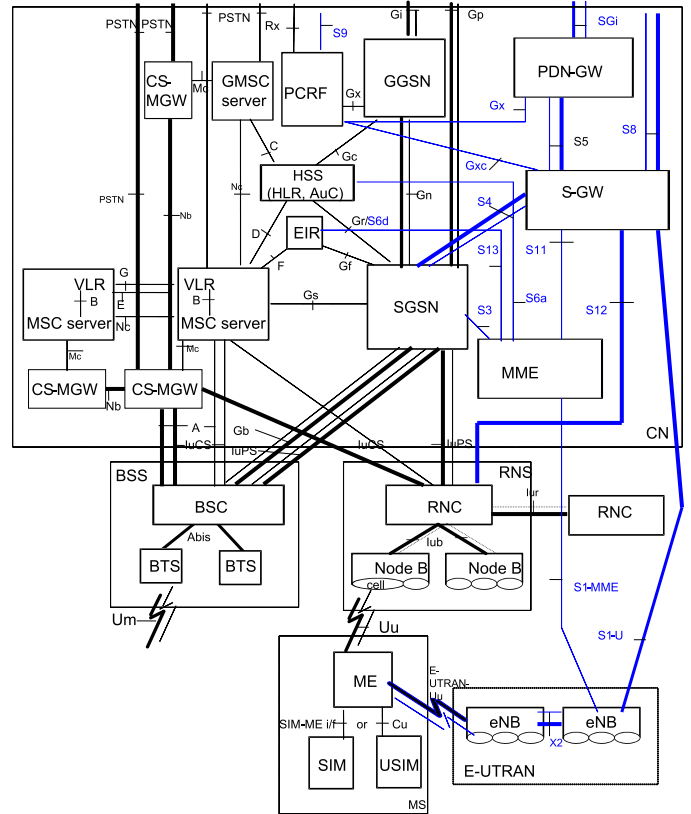 PSTN
PSTN
PSTN
Rx
S9
Gi
Gp
SGi
CS-
MGW
Mc
GMSC
server
PCRF
Gx
GGSN
PDN-GW
Gx
S5
S8
C
Gc
Gxc
HSS
(HLR, AuC)
Nc
PSTN
Nb
Gn
S4
S-GW
D
EIR
Gr/S6d
F
Gf
S13
S11
G
E
Nc
VLR
B
MSC server
VLR
B
MSC server
Gs
SGSN
S3
S6a
S12
Mc
Mc
CS-MGW
Nb
CS-MGW
MME
A
Gb
IuCS
IuPS
IuCS
IuPS
CN
BSS
RNS
BSC
RNC
Iur
RNC
Abis
Iub
BTS
BTS
Node B
Node B
cell
Um
Uu
S1-MME
S1-U
ME
E-
UTRAN-
Uu
SIM-ME i/f
or
Cu
SIM
USIM
MS
eNB
X2
eNB
E-UTRAN